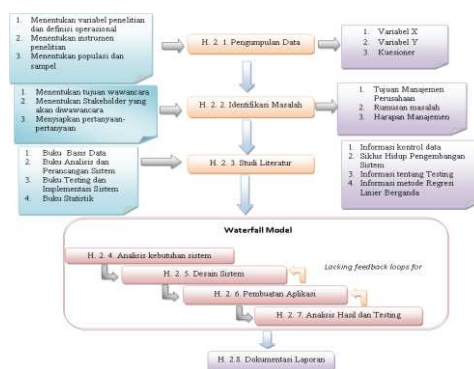 1. Menentukan variabel penelitian
dan definisi operasional
2. Menentukan instrumen
penelitian
3. Menentukan populasi dan
sampel
H. 2. 1. Pengumpulan Data
1. Variabel X
2. Variabel Y
3. Kuesioner
1. Menentukan tujuan wawancara
2. Menentukan Stakeholder yang
akan diwawancara
3. Menyiapkan pertanyaan-
pertanyaan
H. 2. 2. Identifikasi Masalah
1. Tujuan Manajemen
Perusahaan
2. Rumusan masalah
3. Harapan Manajemen
1. Buku Basis Data
2. Buku Analisis dan
Perancangan Sistem
3. Buku Testing dan
Implementasi Sistem
4. Buku Statistik
H. 2. 3. Studi Literatur
1. Informasi kontrol data
2. Siklus Hidup Pengembangan
Sistem
3. Informasi tentang Testing
4. Informasi metode Regresi
Linier Berganda
Waterfall Model
H. 2. 4. Analisis kebutuhan sistem
H. 2. 5. Desain Sistem
Lacking feedback loops for
H. 2. 6. Pembuatan Aplikasi
H. 2. 7. Analisis Hasil dan Testing
H. 2.8. Dokumentasi Laporan